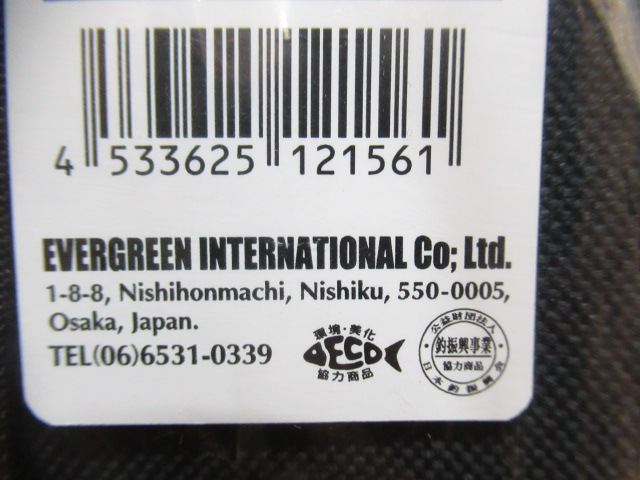 4 533625 121561
EVERGREEN INTERNATIONAL Co; Ltd.
1-8-8, Nishihonmachi, Nishiku, 550-0005,
Osaka, Japan.
TEL(06)6531-0339
環境・美化
ECO
協力商品
公益財団法人
釣振興事業
協力商品
日本釣振興会